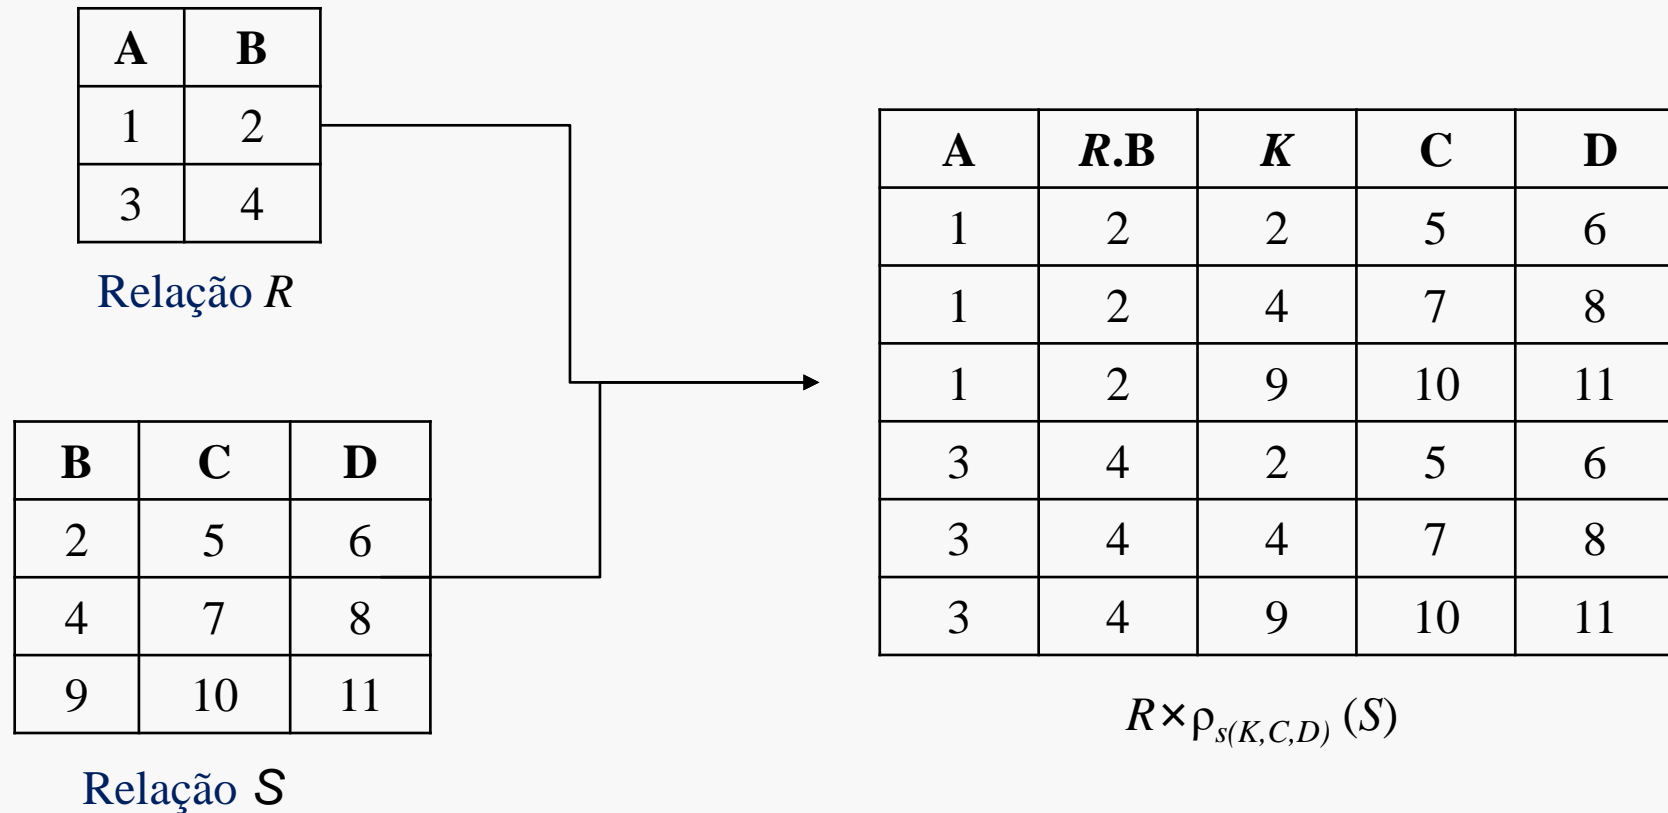 A B
1 2
3 4
Relação R
B C D
2 5 6
4 7 8
9 10 11
Relação S
A R.B K C D
1 2 2 5 6
1 2 4 7 8
1 2 9 10 11
3 4 2 5 6
3 4 4 7 8
3 4 9 10 11
R×ρs(K,C,D) (S)